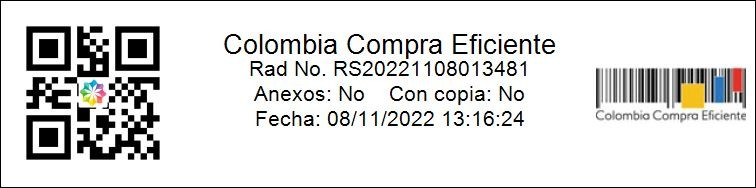 Colombia Compra Eficiente
Rad No. RS20221108013481
Anexos: No    Con copia: No
Fecha: 08/11/2022 13:16:24
Colombia Compra Eficiente